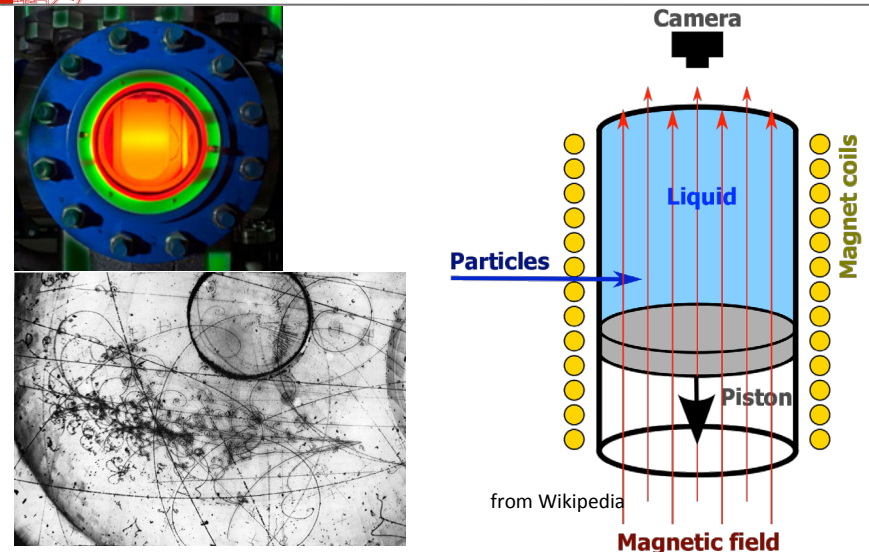 Camera
Liquid
Magnet coils
Particles
Piston
from Wikipedia
Magnetic field